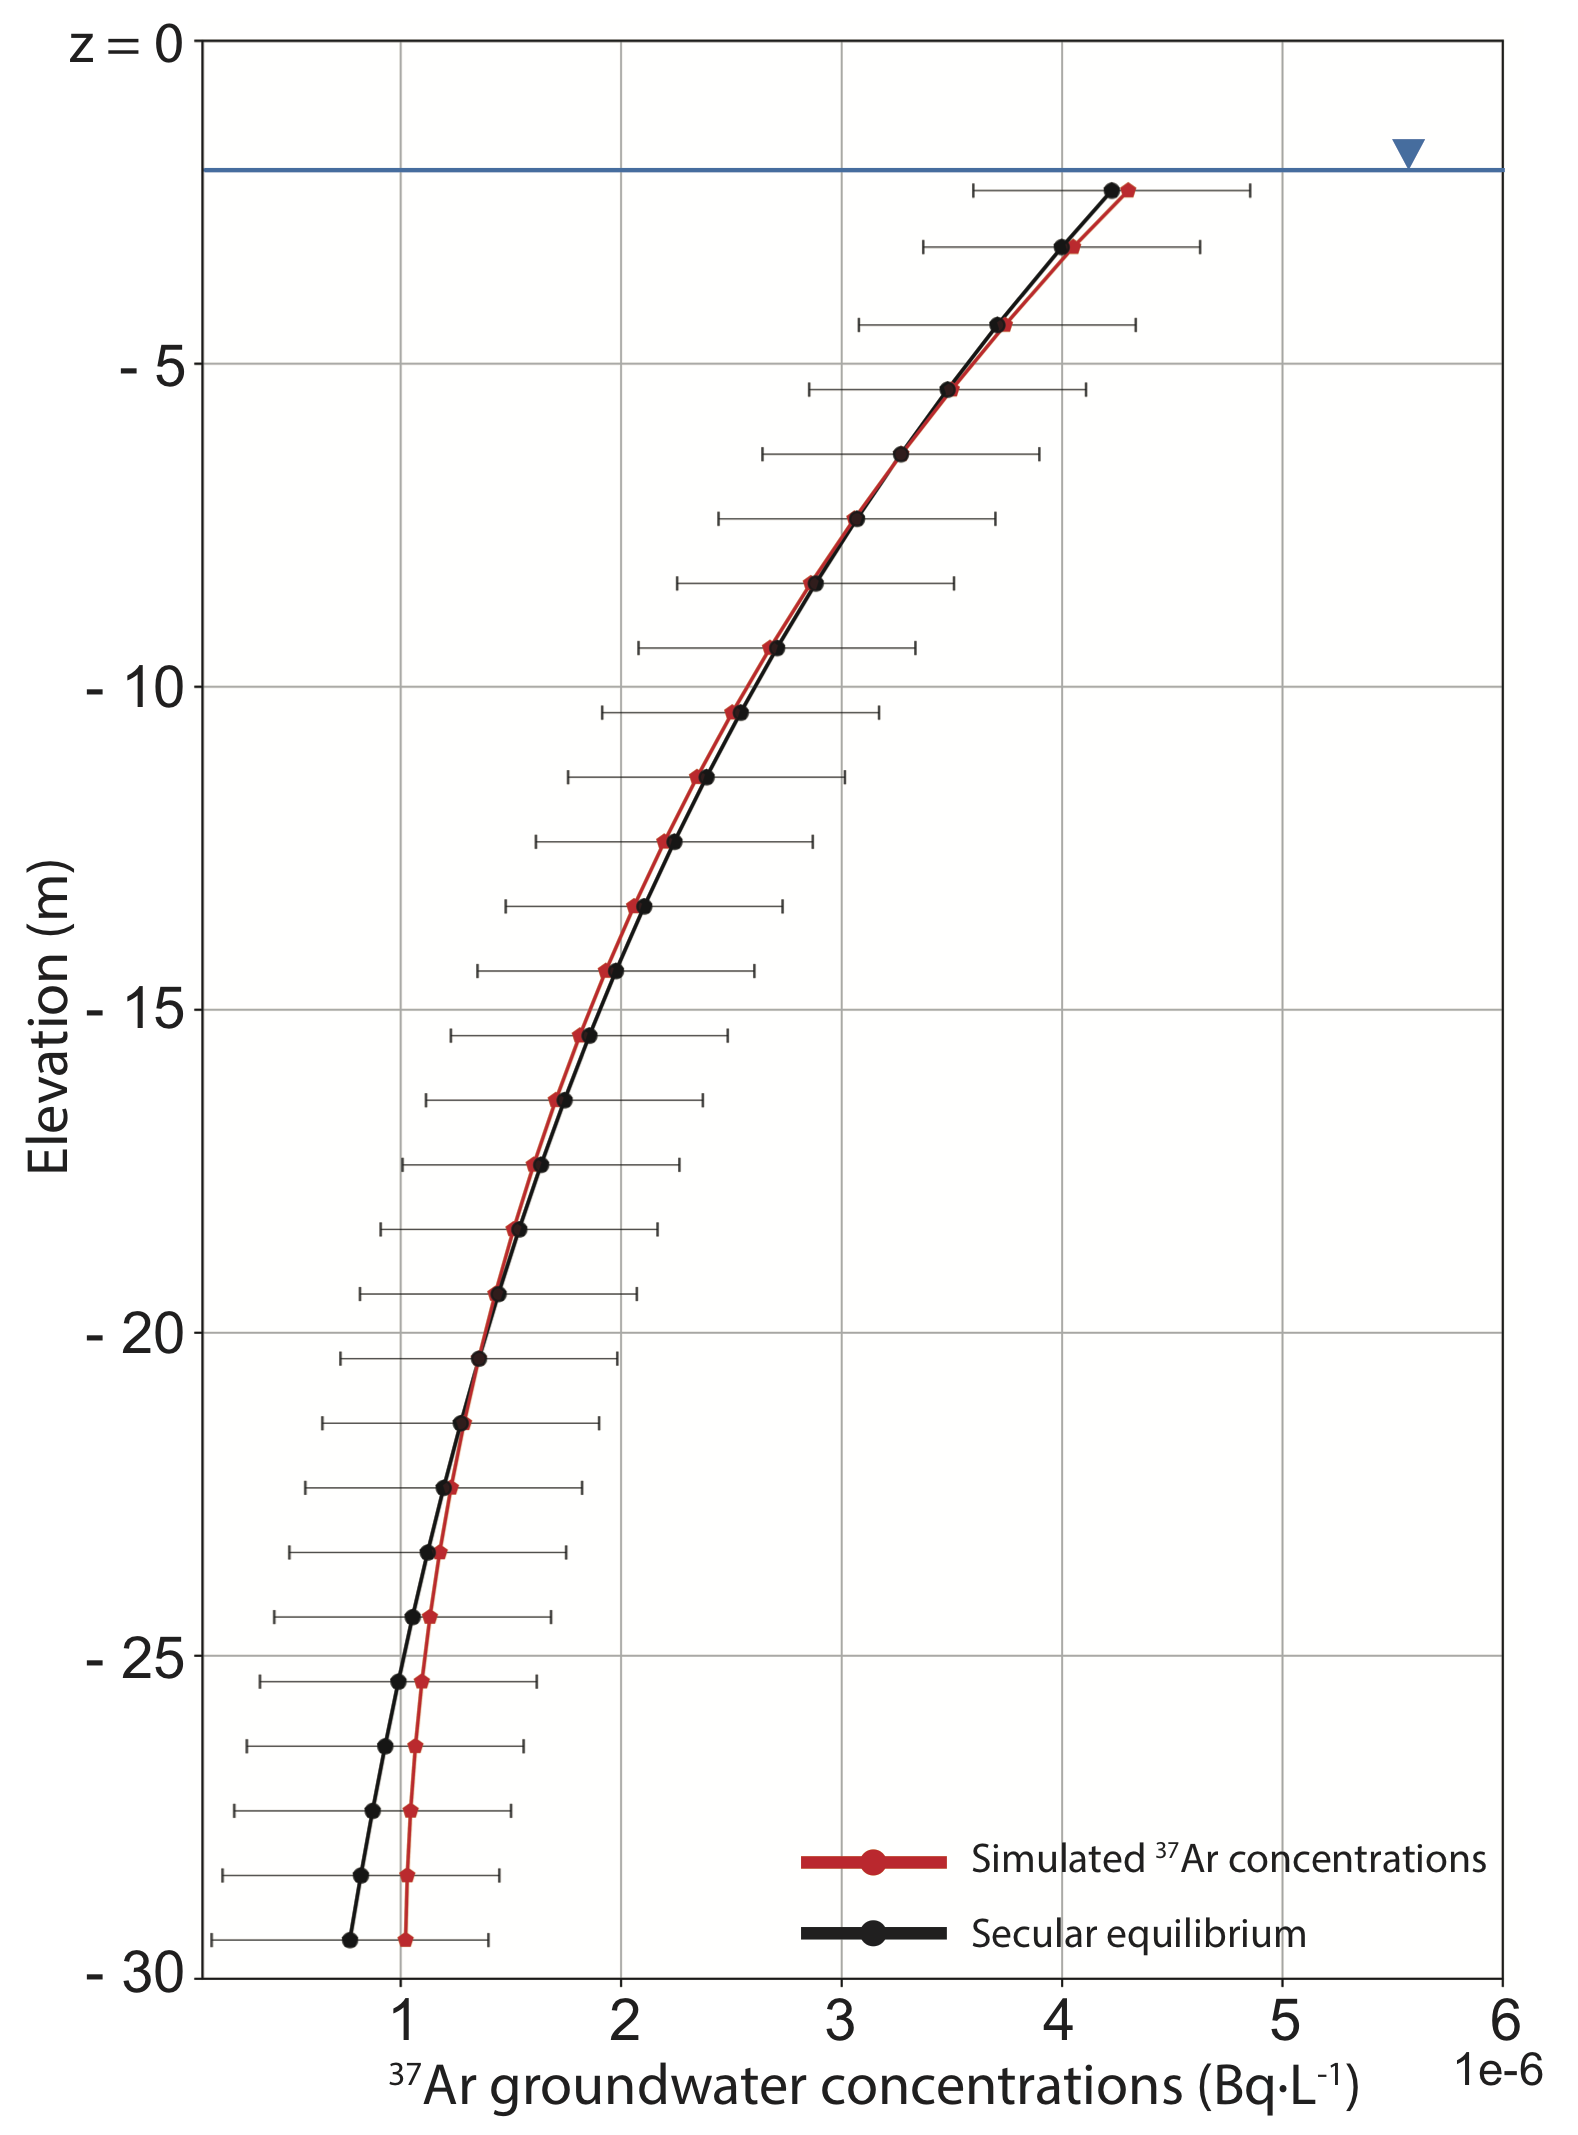 z = 0
- 5
- 10
- 15
- 20
- 25
- 30
Elevation (m)
Simulated ³⁷Ar concentrations
Secular equilibrium
1 2 3 4 5 6
1e-6
³⁷Ar groundwater concentrations (Bq·L⁻¹)